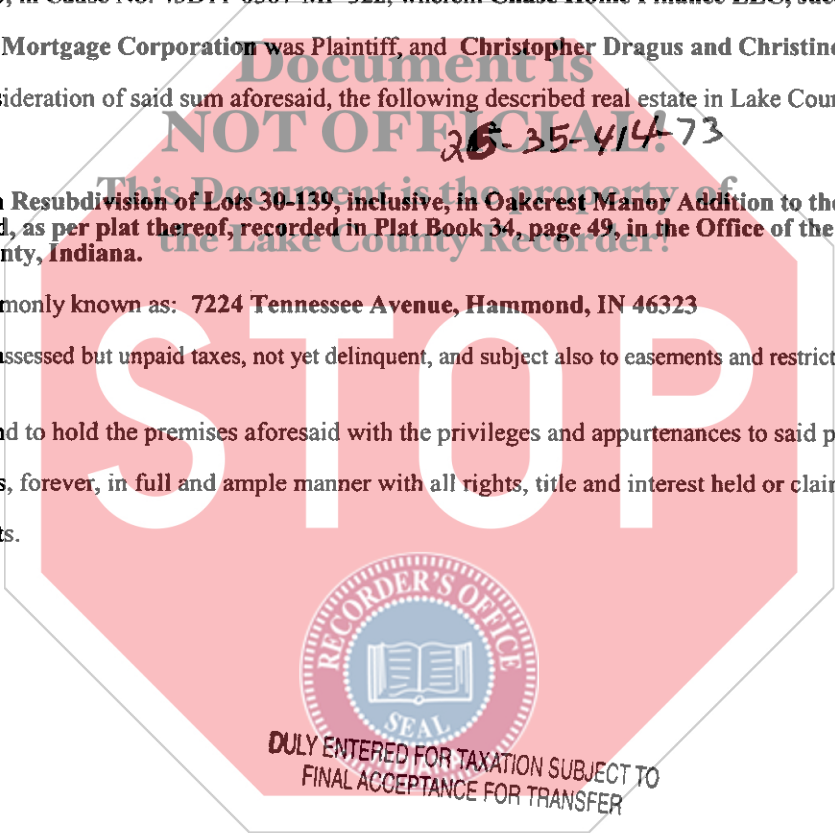 in Cause No.
Mortgage Corporation was Plaintiff, and Christopher Dragus and Christine
Document is
sideration of said sum aforesaid, the following described real estate in Lake Coun
NOT OFFICIAL!
26-35-414-73
This Document is the property of
Resubdivision of Lots 30-139, inclusive, in Oakcrest Manor Addition to the
d, as per plat thereof, recorded in Plat Book 34, page 49, in the Office of the
the Lake County Recorder!
nty, Indiana.
monly known as: 7224 Tennessee Avenue, Hammond, IN 46323
STOP
assessed but unpaid taxes, not yet delinquent, and subject also to easements and restrict
d to hold the premises aforesaid with the privileges and appurtenances to said p
s, forever, in full and ample manner with all rights, title and interest held or clair
ts.
RECORDER'S OFFICE
SEAL
DULY ENTERED FOR TAXATION SUBJECT TO
FINAL ACCEPTANCE FOR TRANSFER